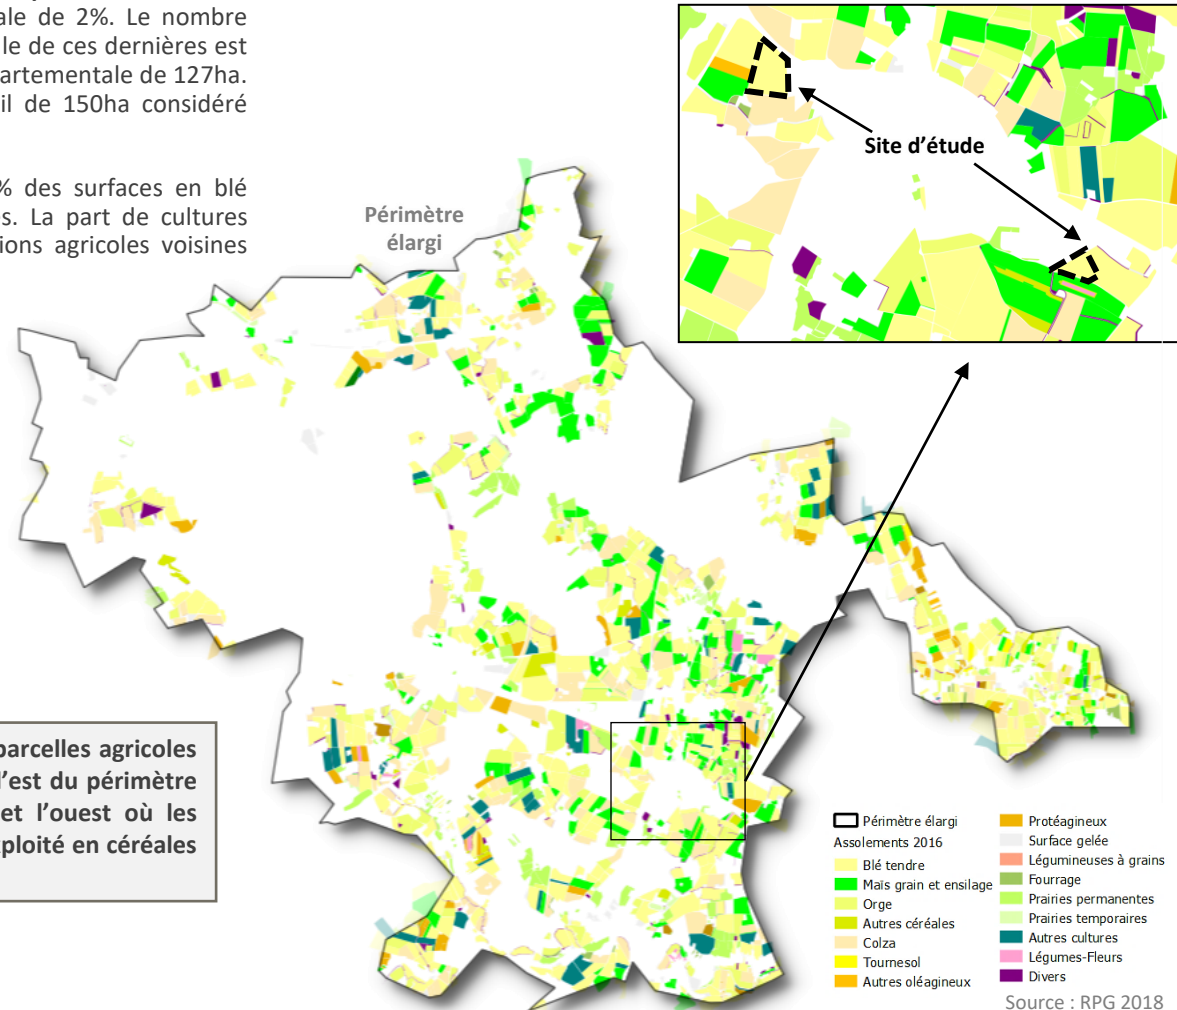 ale de 2%. Le nombre
le de ces dernières est
partementale de 127ha.
il de 150ha considéré
% des surfaces en blé
es. La part de cultures
ions agricoles voisines
Périmètre
élargi
Site d’étude
parcelles agricoles
l’est du périmètre
et l’ouest où les
xploité en céréales
Périmètre élargi
Assolements 2016
Blé tendre
Maïs grain et ensilage
Orge
Autres céréales
Colza
Tournesol
Autres oléagineux
Protéagineux
Surface gelée
Légumineuses à grains
Fourrage
Prairies permanentes
Prairies temporaires
Autres cultures
Légumes-Fleurs
Divers
Source : RPG 2018